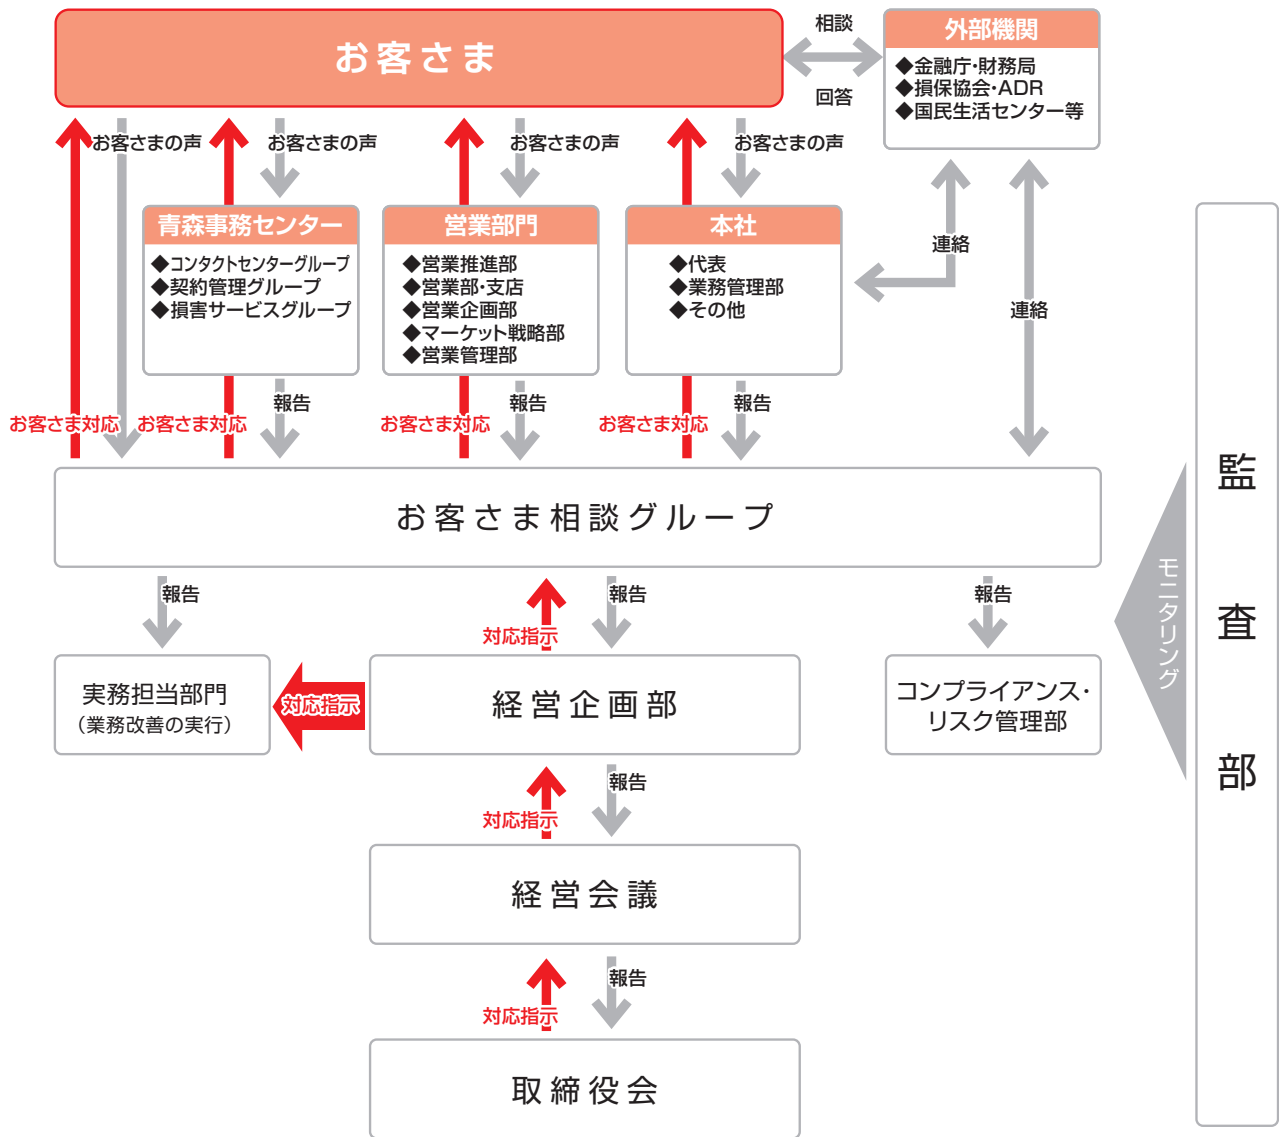 お客さま
相談
回答
外部機関
◆金融庁・財務局
◆損保協会・ADR
◆国民生活センター等
お客さまの声
お客さまの声
お客さまの声
お客さまの声
青森事務センター
◆コンタクトセンターグループ
◆契約管理グループ
◆損害サービスグループ
営業部門
◆営業推進部
◆営業部・支店
◆営業企画部
◆マーケット戦略部
◆営業管理部
本社
◆代表
◆業務管理部
◆その他
連絡
連絡
お客さま対応
お客さま対応
報告
お客さま対応
報告
お客さま対応
報告
お客さま相談グループ
報告
対応指示
報告
報告
実務担当部門
（業務改善の実行）
対応指示
経営企画部
コンプライアンス・
リスク管理部
対応指示
報告
経営会議
対応指示
報告
取締役会
モニタリング
監査部